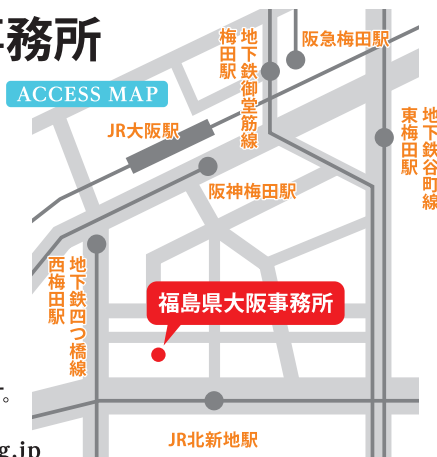 務所
ACCESS MAP
阪急梅田駅
地下鉄御堂筋線
梅田駅
JR大阪駅
地下鉄谷町線
東梅田駅
阪神梅田駅
地下鉄四つ橋線
西梅田駅
福島県大阪事務所
す。
JR北新地駅
g.jp